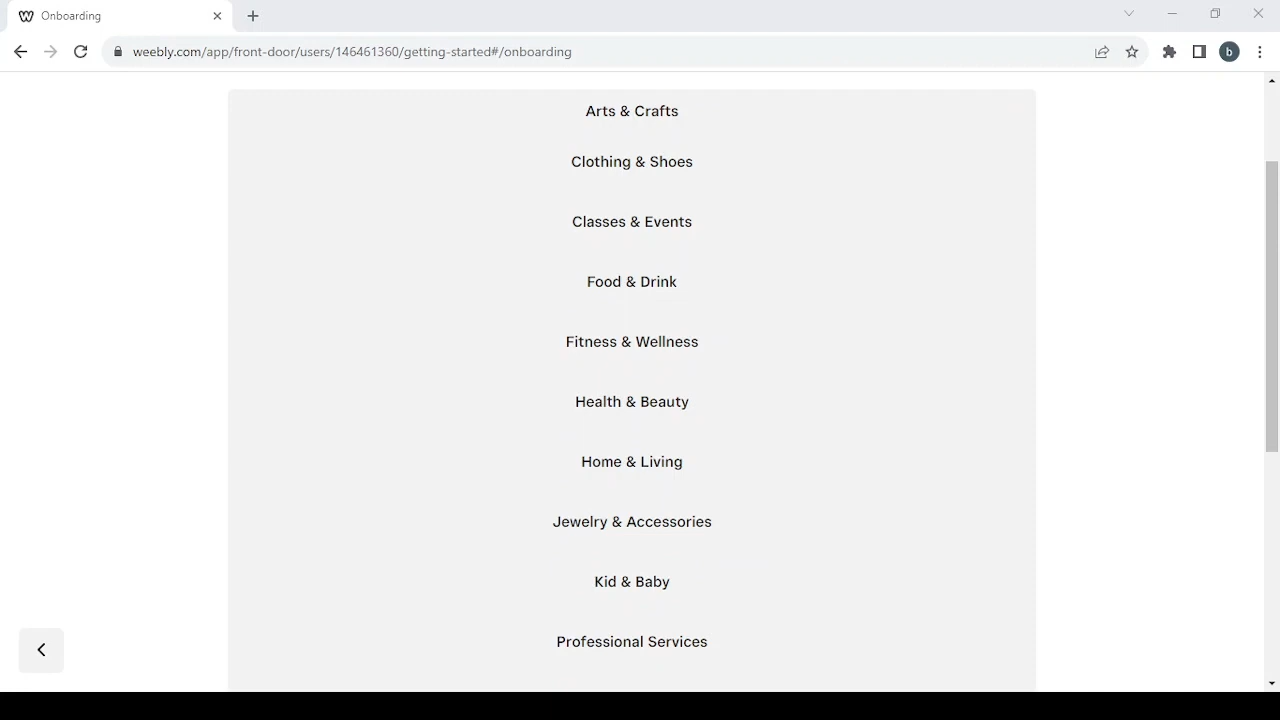 Onboarding
weebly.com/app/front-door/users/146461360/getting-started#/onboarding
b
Arts & Crafts
Clothing & Shoes
Classes & Events
Food & Drink
Fitness & Wellness
Health & Beauty
Home & Living
Jewelry & Accessories
Kid & Baby
Professional Services